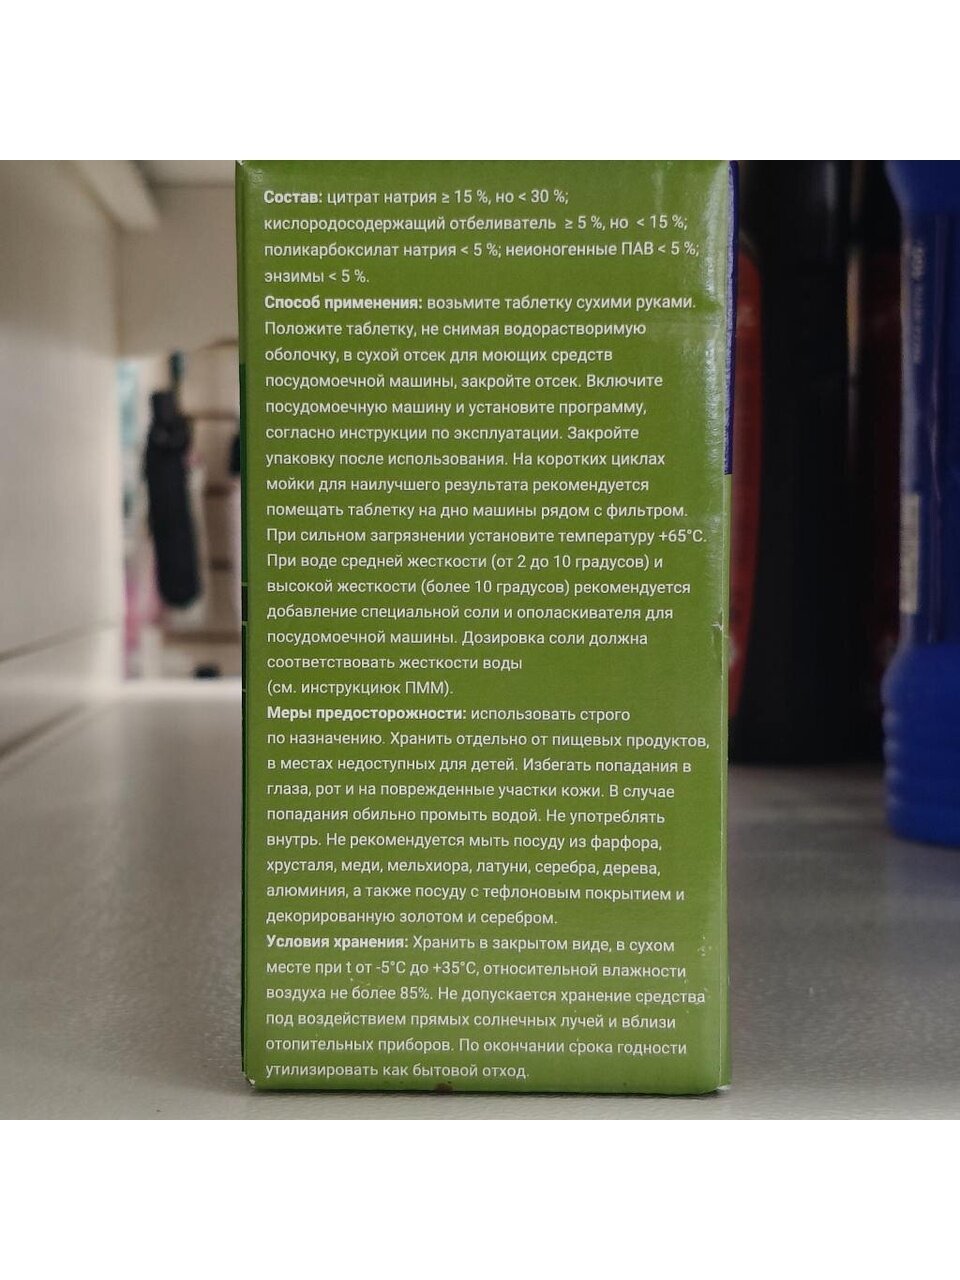 Состав: цитрат натрия ≥ 15 %, но < 30 %;
кислородосодержащий отбеливатель ≥ 5 %, но < 15 %;
поликарбоксилат натрия < 5 %; неионогенные ПАВ < 5 %;
энзимы < 5 %.
Способ применения: возьмите таблетку сухими руками.
Положите таблетку, не снимая водорастворимую
оболочку, в сухой отсек для моющих средств
посудомоечной машины, закройте отсек. Включите
посудомоечную машину и установите программу,
согласно инструкции по эксплуатации. Закройте
упаковку после использования. На коротких циклах
мойки для наилучшего результата рекомендуется
помещать таблетку на дно машины рядом с фильтром.
При сильном загрязнении установите температуру +65°С.
При воде средней жесткости (от 2 до 10 градусов) и
высокой жесткости (более 10 градусов) рекомендуется
добавление специальной соли и ополаскивателя для
посудомоечной машины. Дозировка соли должна
соответствовать жесткости воды
(см. инструкциюк ПММ).
Меры предосторожности: использовать строго
по назначению. Хранить отдельно от пищевых продуктов,
в местах недоступных для детей. Избегать попадания в
глаза, рот и на поврежденные участки кожи. В случае
попадания обильно промыть водой. Не употреблять
внутрь. Не рекомендуется мыть посуду из фарфора,
хрусталя, меди, мельхиора, латуни, серебра, дерева,
алюминия, а также посуду с тефлоновым покрытием и
декорированную золотом и серебром.
Условия хранения: Хранить в закрытом виде, в сухом
месте при t от -5°С до +35°С, относительной влажности
воздуха не более 85%. Не допускается хранение средства
под воздействием прямых солнечных лучей и вблизи
отопительных приборов. По окончании срока годности
утилизировать как бытовой отход.